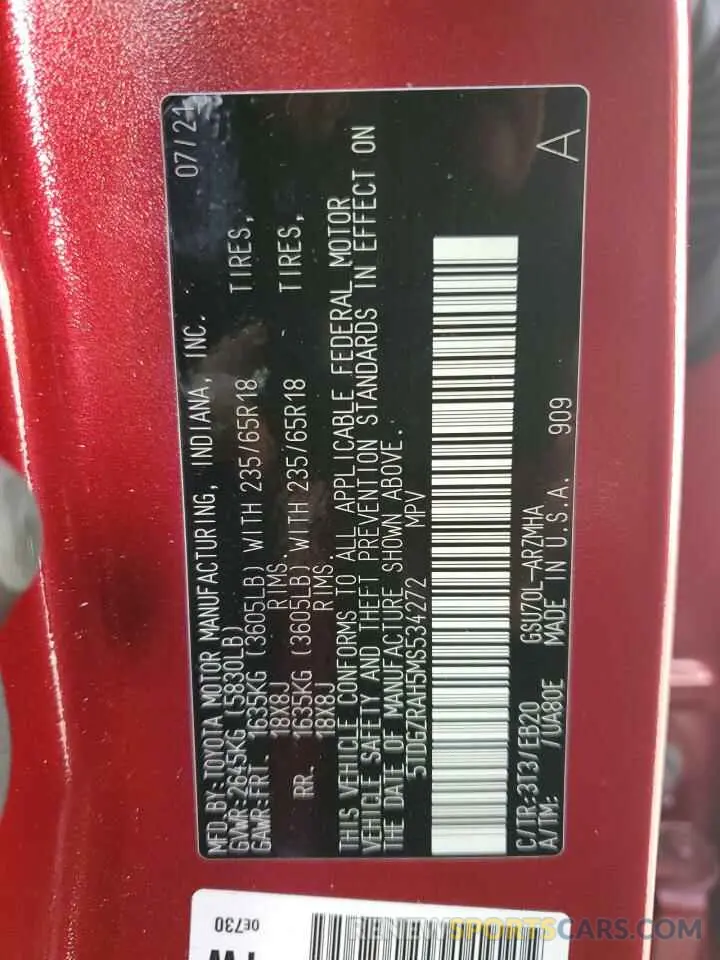 MFD.BY:TOYOTA MOTOR MANUFACTURING, INDIANA, INC. 07/21
GVWR:2645KG (5830LB)
GAWR:FRT. 1635KG (3605LB) WITH 235/65R18 TIRES,
18X8J RIMS.
RR. 1635KG (3605LB) WITH 235/65R18 TIRES,
18X8J RIMS.
THIS VEHICLE CONFORMS TO ALL APPLICABLE FEDERAL MOTOR
VEHICLE SAFETY AND THEFT PREVENTION STANDARDS IN EFFECT ON
THE DATE OF MANUFACTURE SHOWN ABOVE.
5TDGZRAH5MS534272 MPV
C/TR:3T3/EB20 GSU70L-ARZMHA
A/TM: /UA80E MADE IN U.S.A. 909 A
0E730
RENEWSPORTSCARS.COM